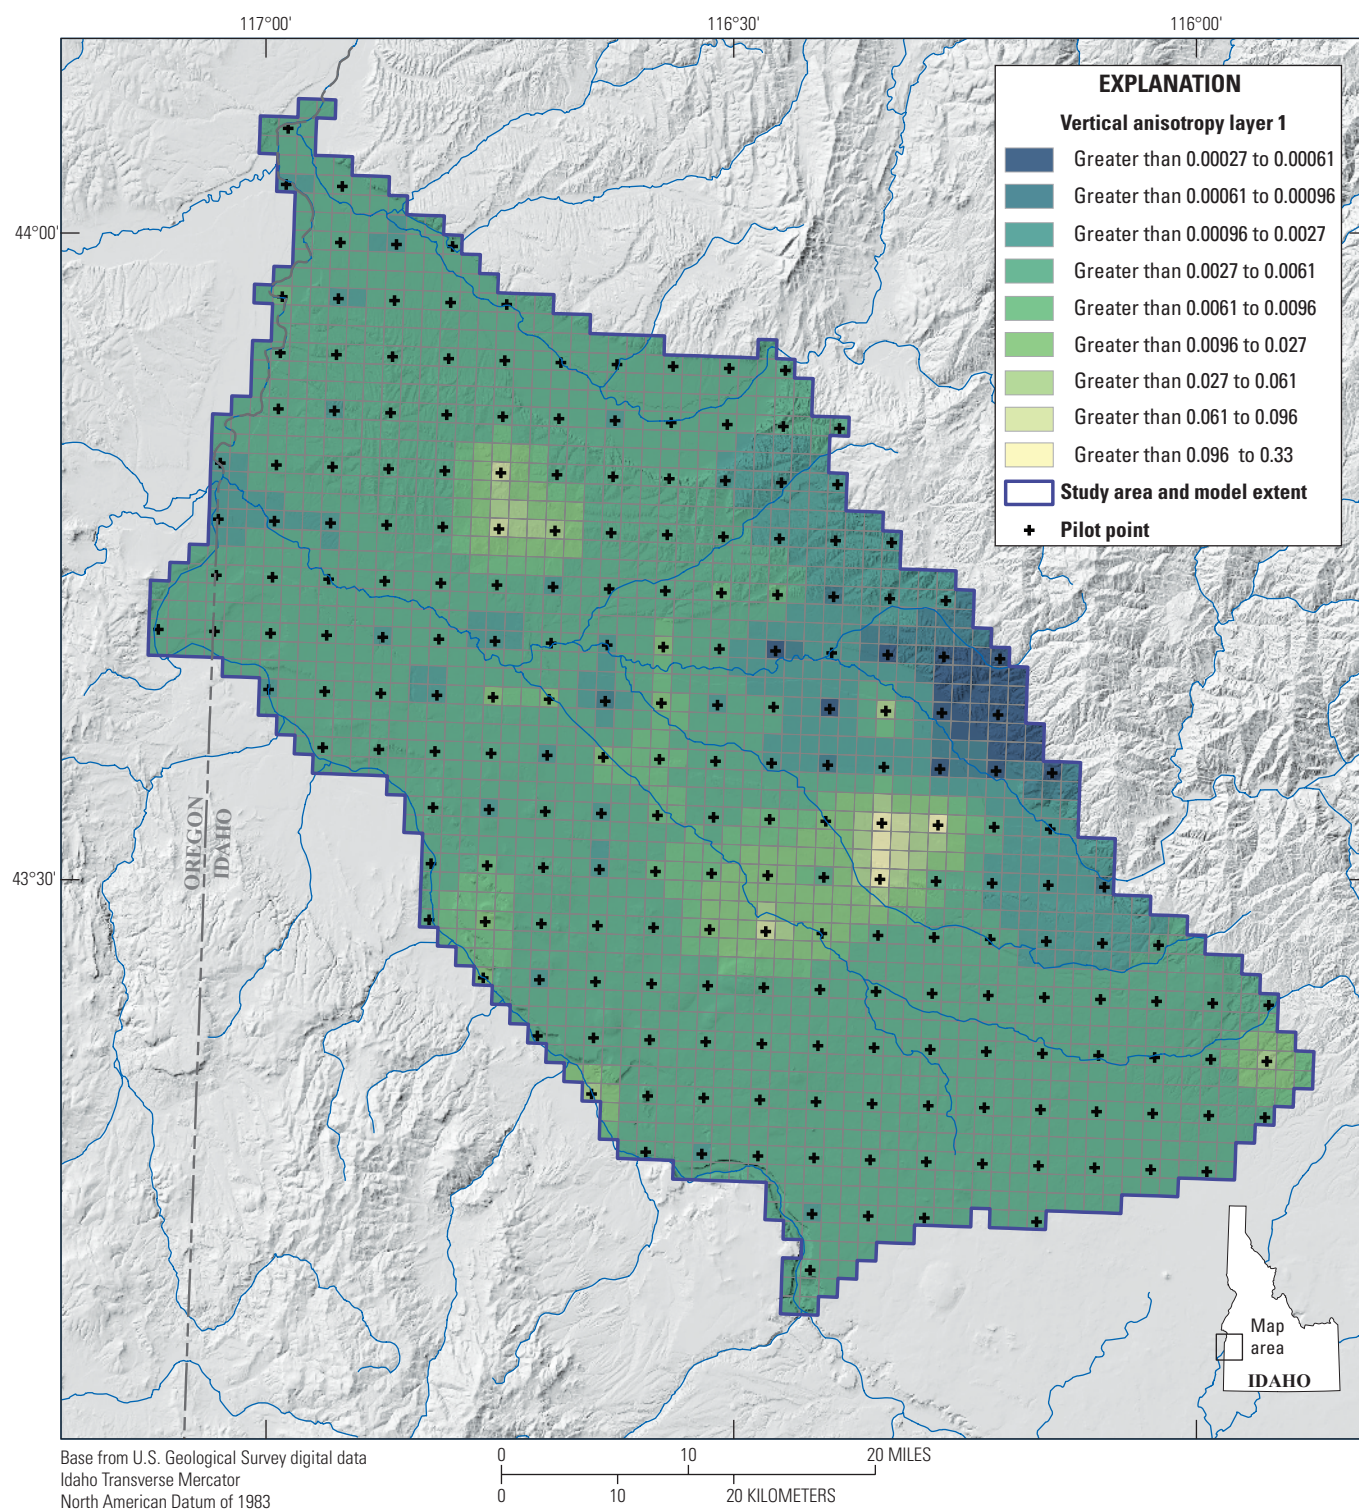 117°00'
116°30'
116°00'
EXPLANATION
Vertical anisotropy layer 1
Greater than 0.00027 to 0.00061
Greater than 0.00061 to 0.00096
Greater than 0.00096 to 0.0027
Greater than 0.0027 to 0.0061
Greater than 0.0061 to 0.0096
Greater than 0.0096 to 0.027
Greater than 0.027 to 0.061
Greater than 0.061 to 0.096
Greater than 0.096 to 0.33
Study area and model extent
Pilot point
44°00'
43°30'
OREGON
IDAHO
Map
area
IDAHO
Base from U.S. Geological Survey digital data
Idaho Transverse Mercator
North American Datum of 1983
0 10 20 MILES
0 10 20 KILOMETERS